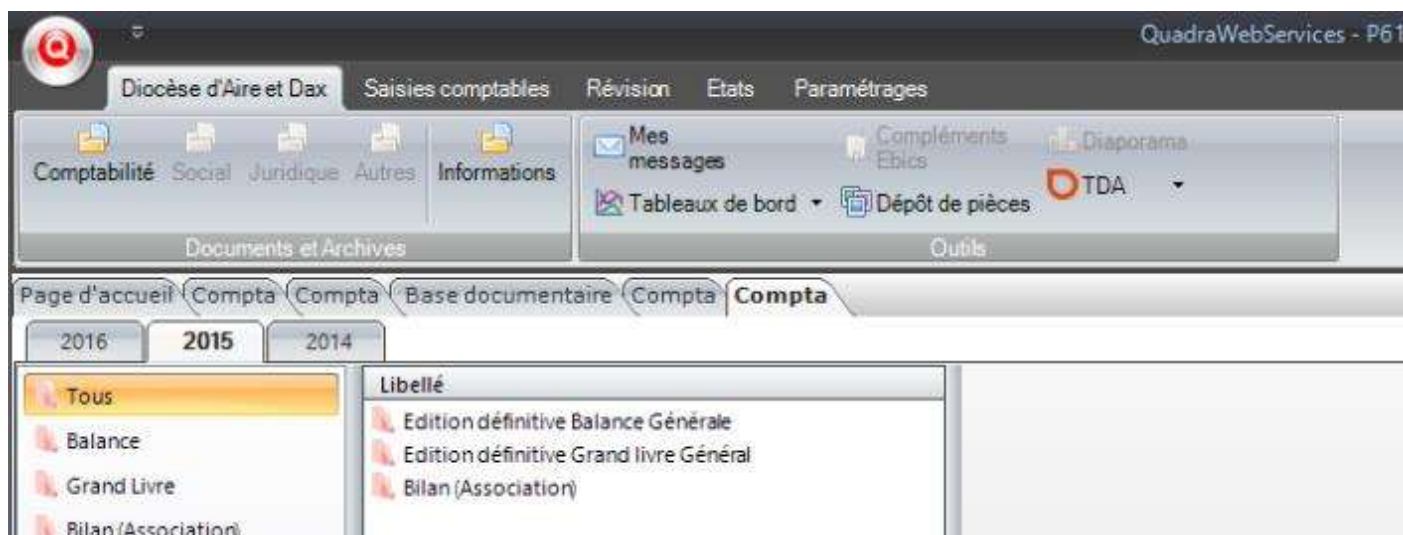 QuadraWebServices - P61
Diocèse d'Aire et Dax Saisies comptables Révision Etats Paramétrages
Comptabilité Social Juridique Autres Informations
Mes messages
Compléments Ebics
Diaporama
Tableaux de bord
Dépôt de pièces
TDA
Documents et Archives
Outils
Page d'accueil Compta Compta Base documentaire Compta Compta
2016 2015 2014
Tous
Balance
Grand Livre
Bilan (Association)
Libellé
Edition définitive Balance Générale
Edition définitive Grand livre Général
Bilan (Association)